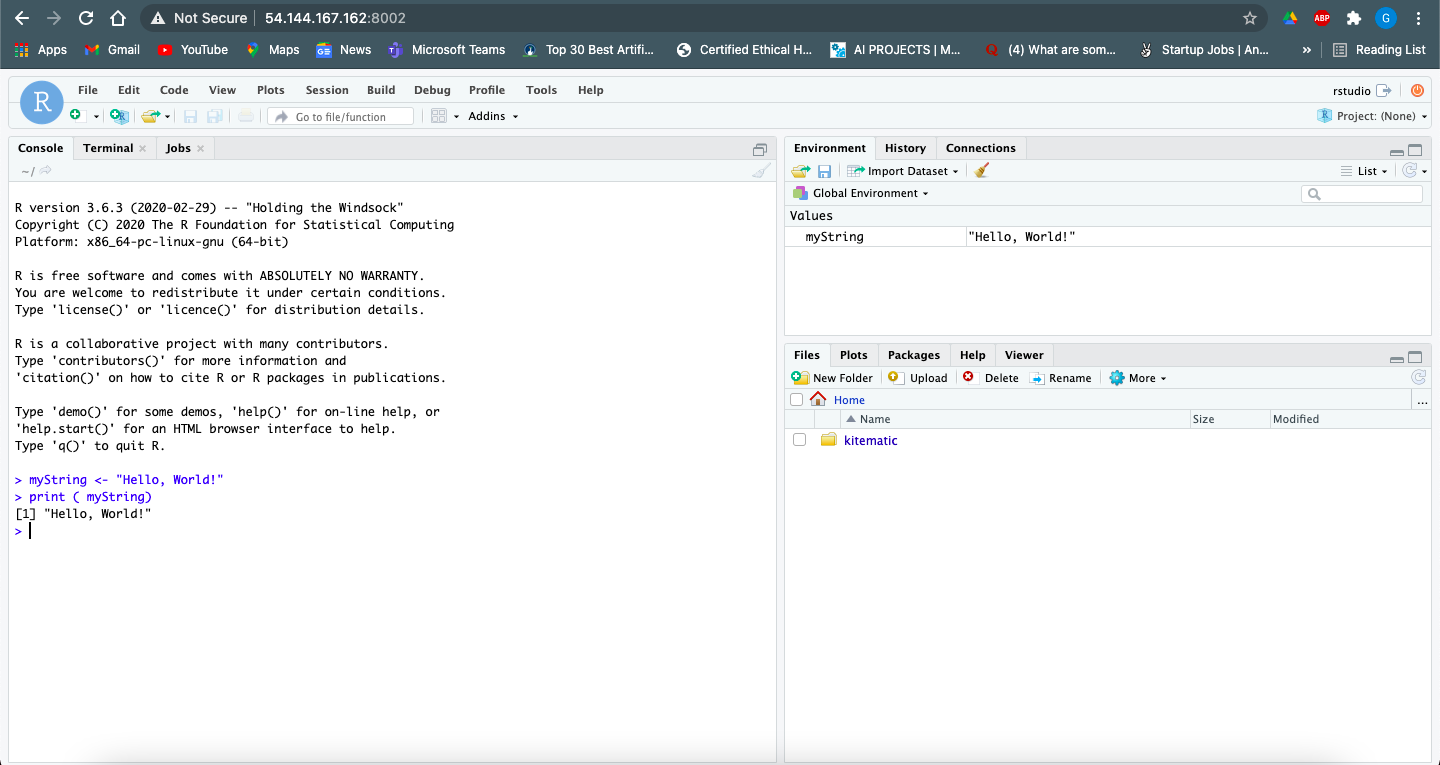 Not Secure 54.144.167.162:8002 ABP G
Apps Gmail YouTube Maps GE News Microsoft Teams Top 30 Best Artifi... Certified Ethical H... AI PROJECTS | M... Q (4) What are som... Startup Jobs | An... » Reading List
R File Edit Code View Plots Session Build Debug Profile Tools Help rstudio
Go to file/function Addins Project: (None)
Console Terminal Jobs
~/
R version 3.6.3 (2020-02-29) -- "Holding the Windsock"
Copyright (C) 2020 The R Foundation for Statistical Computing
Platform: x86_64-pc-linux-gnu (64-bit)
R is free software and comes with ABSOLUTELY NO WARRANTY.
You are welcome to redistribute it under certain conditions.
Type 'license()' or 'licence()' for distribution details.
R is a collaborative project with many contributors.
Type 'contributors()' for more information and
'citation()' on how to cite R or R packages in publications.
Type 'demo()' for some demos, 'help()' for on-line help, or
'help.start()' for an HTML browser interface to help.
Type 'q()' to quit R.
> myString <- "Hello, World!"
> print ( myString)
[1] "Hello, World!"
>
Environment History Connections
Import Dataset List
Global Environment
Values
myString "Hello, World!"
Files Plots Packages Help Viewer
New Folder Upload Delete Rename More
Home ...
Name Size Modified
kitematic